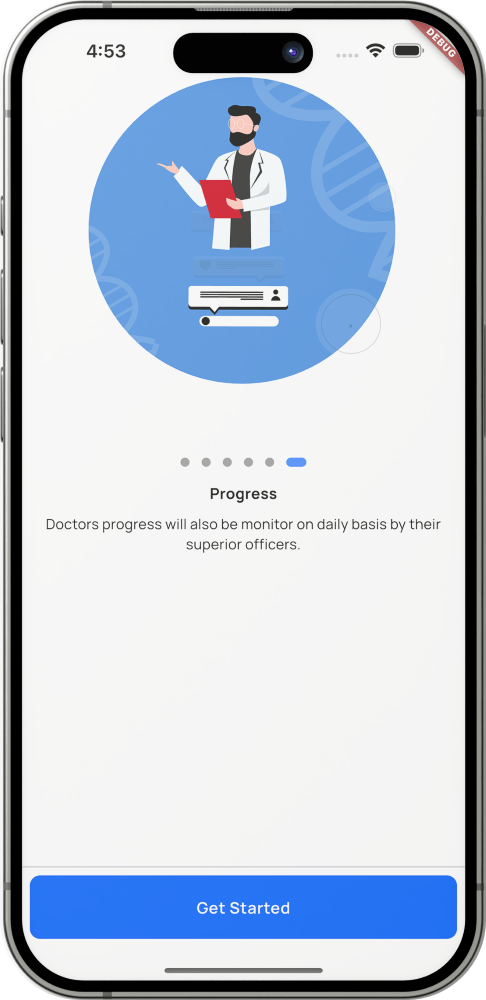 4:53
DEBUG
Progress
Doctors progress will also be monitor on daily basis by their
superior officers.
Get Started